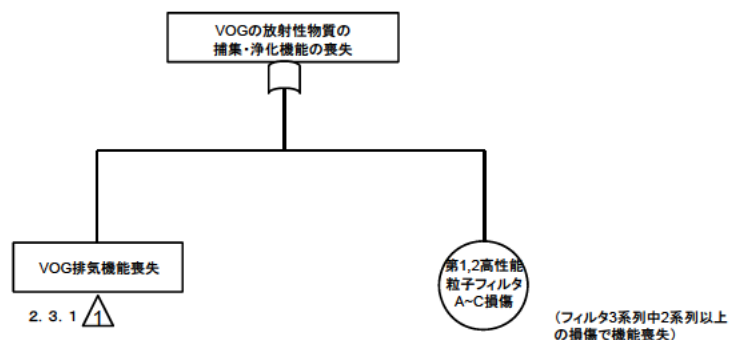 VOGの放射性物質の
捕集・浄化機能の喪失
VOG排気機能喪失
2. 3. 1
1
第1,2高性能
粒子フィルタ
A~C損傷
(フィルタ3系列中2系列以上
の損傷で機能喪失)